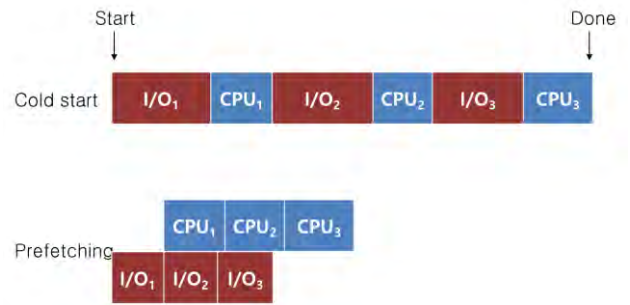 Start Done
Cold start I/O₁ CPU₁ I/O₂ CPU₂ I/O₃ CPU₃
CPU₁ CPU₂ CPU₃
Prefetching
I/O₁ I/O₂ I/O₃